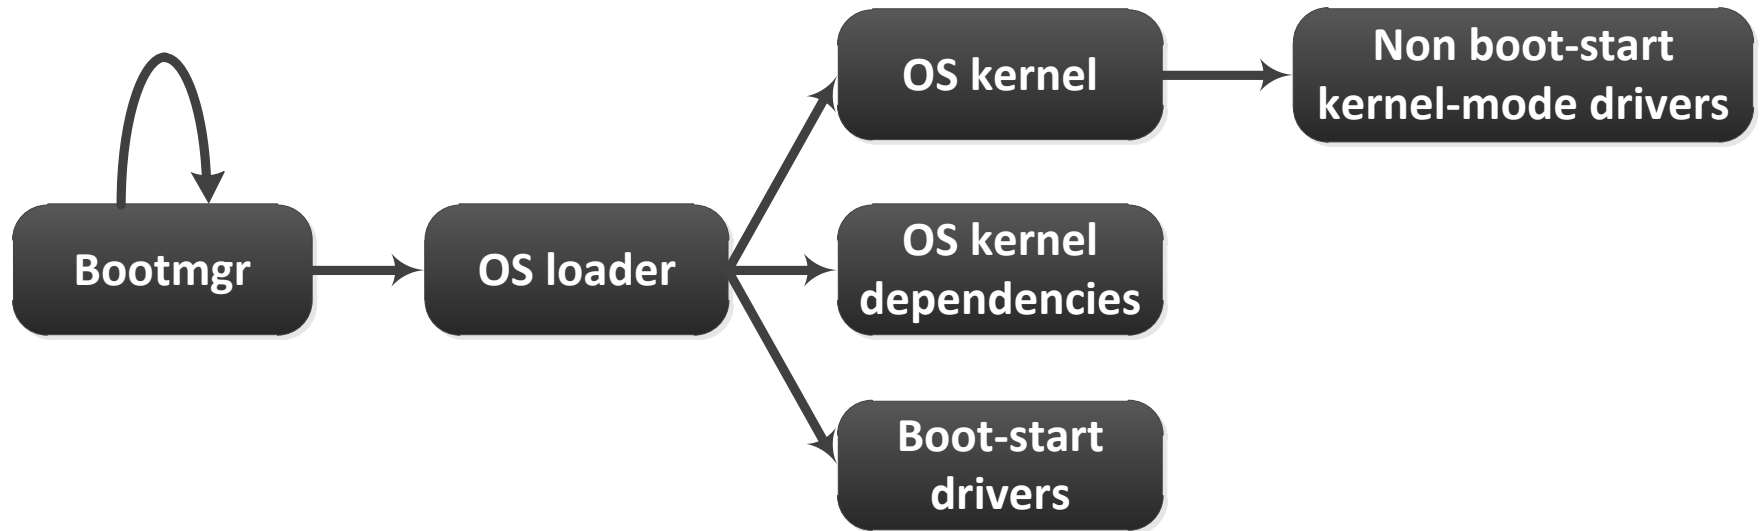 Bootmgr
OS loader
OS kernel
Non boot-start
kernel-mode drivers
OS kernel
dependencies
Boot-start
drivers